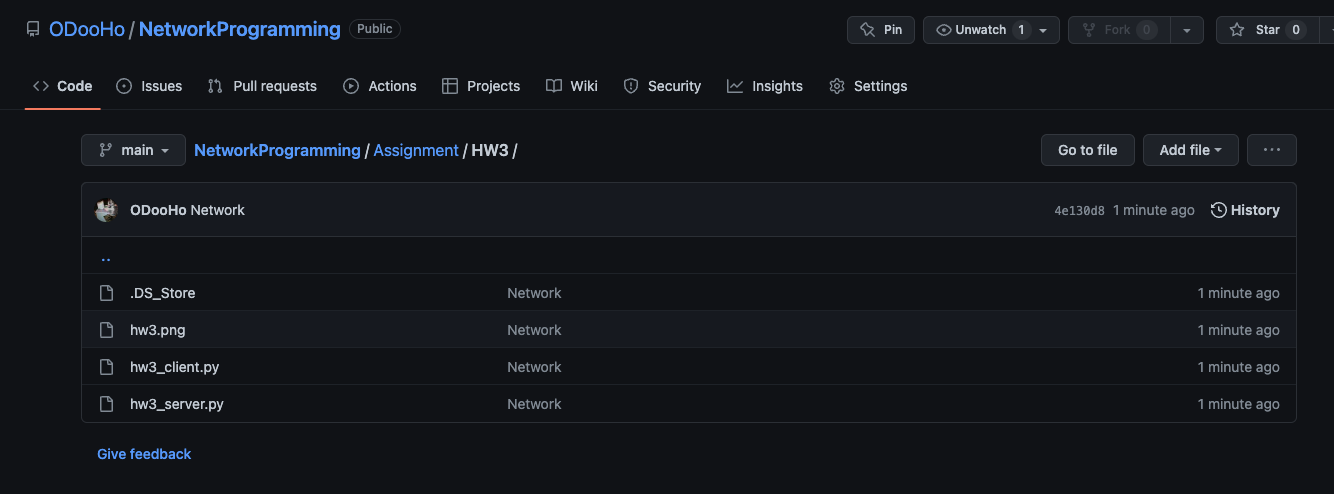 ODooHo / NetworkProgramming Public Pin Unwatch 1 Fork 0 Star 0
Code Issues Pull requests Actions Projects Wiki Security Insights Settings
main NetworkProgramming / Assignment / HW3 / Go to file Add file ...
ODooHo Network 4e130d8 1 minute ago History
..
.DS_Store Network 1 minute ago
hw3.png Network 1 minute ago
hw3_client.py Network 1 minute ago
hw3_server.py Network 1 minute ago
Give feedback